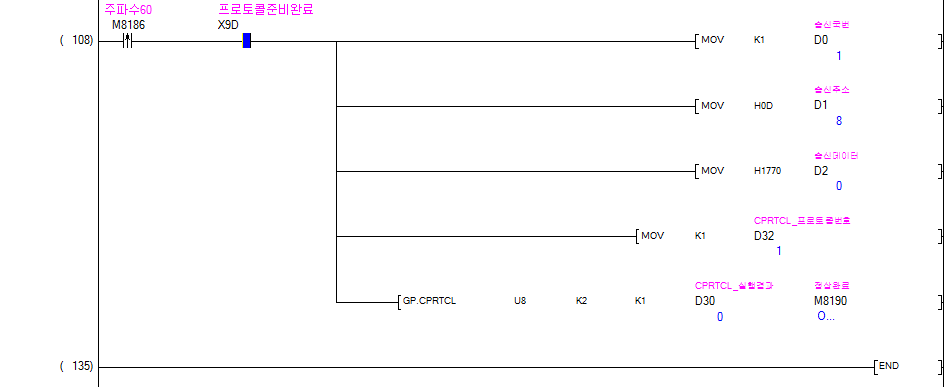 주파수60 프로토콜준비완료
M8186 X9D 송신국번
( 108) MOV K1 D0
1
송신주소
MOV H0D D1
8
송신데이터
MOV H1770 D2
0
CPRTCL_프로토콜번호
MOV K1 D32
1
CPRTCL_실행결과 정상완료
GP.CPRTCL U8 K2 K1 D30 M8190
0 O...
( 135) END